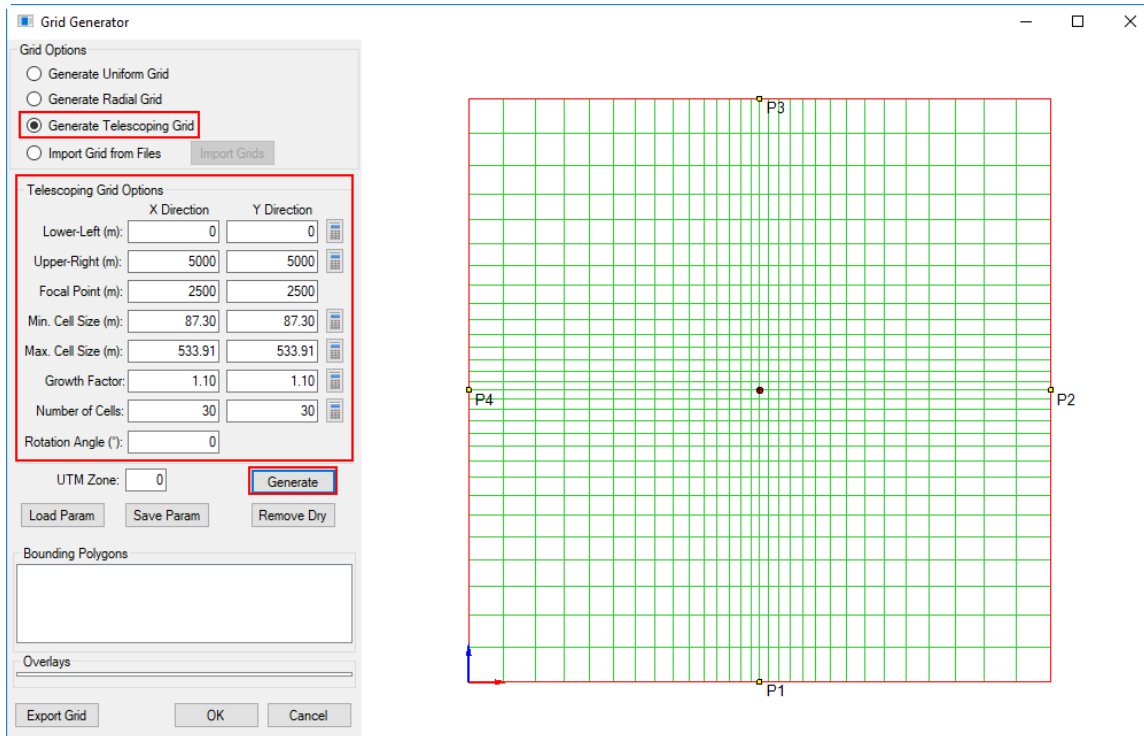 Grid Generator
Grid Options
Generate Uniform Grid
Generate Radial Grid
Generate Telescoping Grid
Import Grid from Files Import Grids
Telescoping Grid Options
X Direction Y Direction
Lower-Left (m): 0 0
Upper-Right (m): 5000 5000
Focal Point (m): 2500 2500
Min. Cell Size (m): 87.30 87.30
Max. Cell Size (m): 533.91 533.91
Growth Factor: 1.10 1.10
Number of Cells: 30 30
Rotation Angle (°): 0
UTM Zone: 0 Generate
Load Param Save Param Remove Dry
Bounding Polygons
Overlays
Export Grid OK Cancel
P3
P4
P2
P1